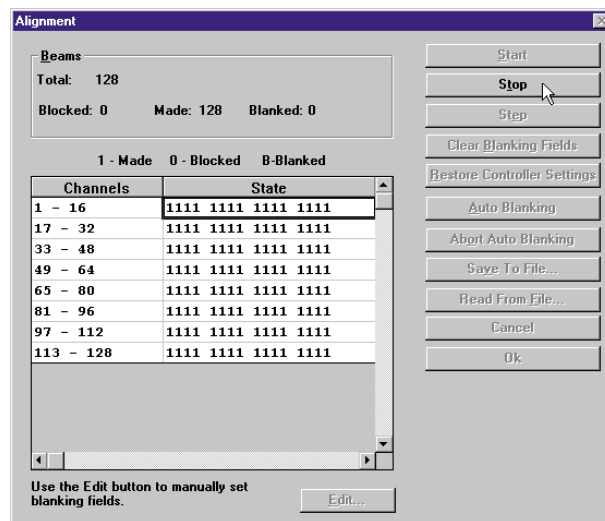 Alignment
Beams
Total: 128
Blocked: 0 Made: 128 Blanked: 0
1 - Made 0 - Blocked B-Blanked
Channels State
1 - 16 1111 1111 1111 1111
17 - 32 1111 1111 1111 1111
33 - 48 1111 1111 1111 1111
49 - 64 1111 1111 1111 1111
65 - 80 1111 1111 1111 1111
81 - 96 1111 1111 1111 1111
97 - 112 1111 1111 1111 1111
113 - 128 1111 1111 1111 1111
Use the Edit button to manually set
blanking fields.
Edit...
Start
Stop
Step
Clear Blanking Fields
Restore Controller Settings
Auto Blanking
Abort Auto Blanking
Save To File...
Read From File...
Cancel
Ok